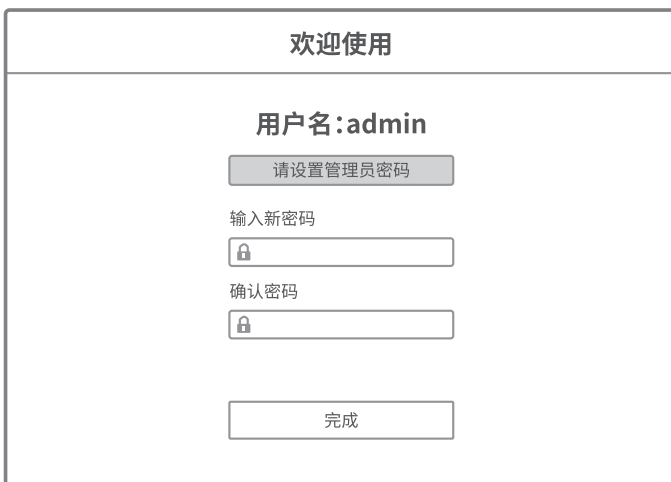 欢迎使用
用户名：admin
请设置管理员密码
输入新密码
确认密码
完成